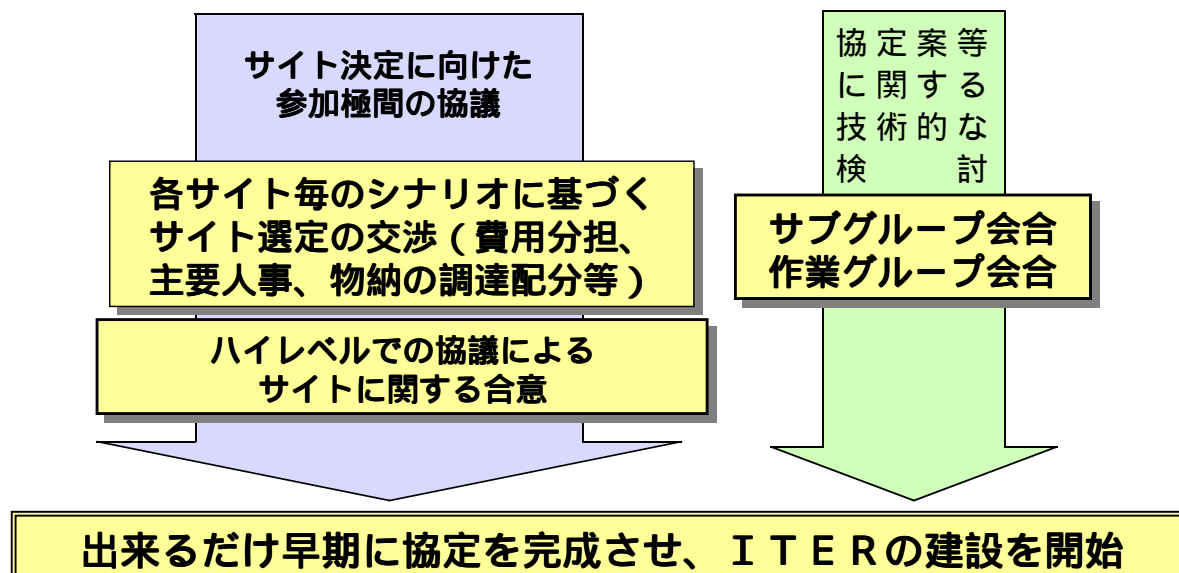 サイト決定に向けた
参加極間の協議
各サイト毎のシナリオに基づく
サイト選定の交渉（費用分担、
主要人事、物納の調達配分等）
ハイレベルでの協議による
サイトに関する合意
協定案等
に関する
技術的な
検討
サブグループ会合
作業グループ会合
出来るだけ早期に協定を完成させ、ＩＴＥＲの建設を開始